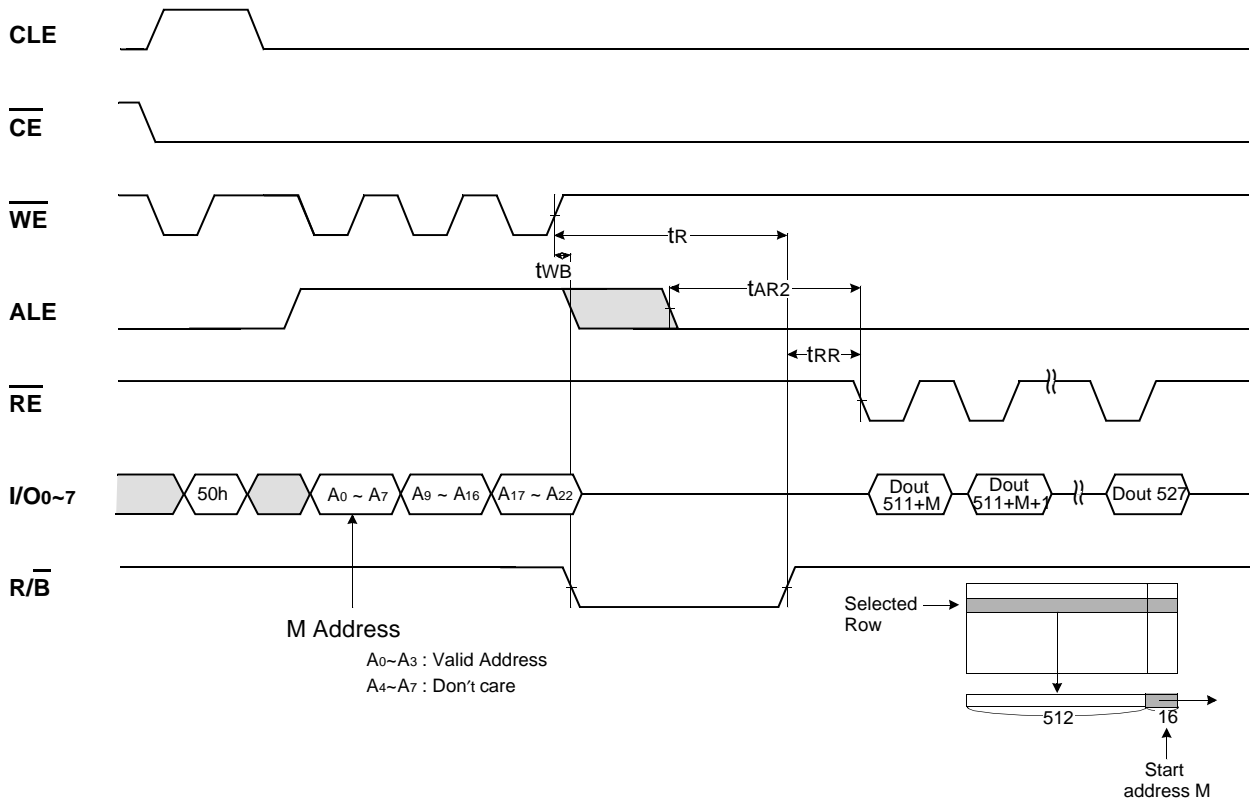 CLE
CE
WE
tR
tWB
ALE
tAR2
tRR
RE
I/O0~7
50h
A0 ~ A7
A9 ~ A16
A17 ~ A22
Dout
511+M
Dout
511+M+1
Dout 527
R/B
M Address
A0~A3 : Valid Address
A4~A7 : Don't care
Selected
Row
512
16
Start
address M